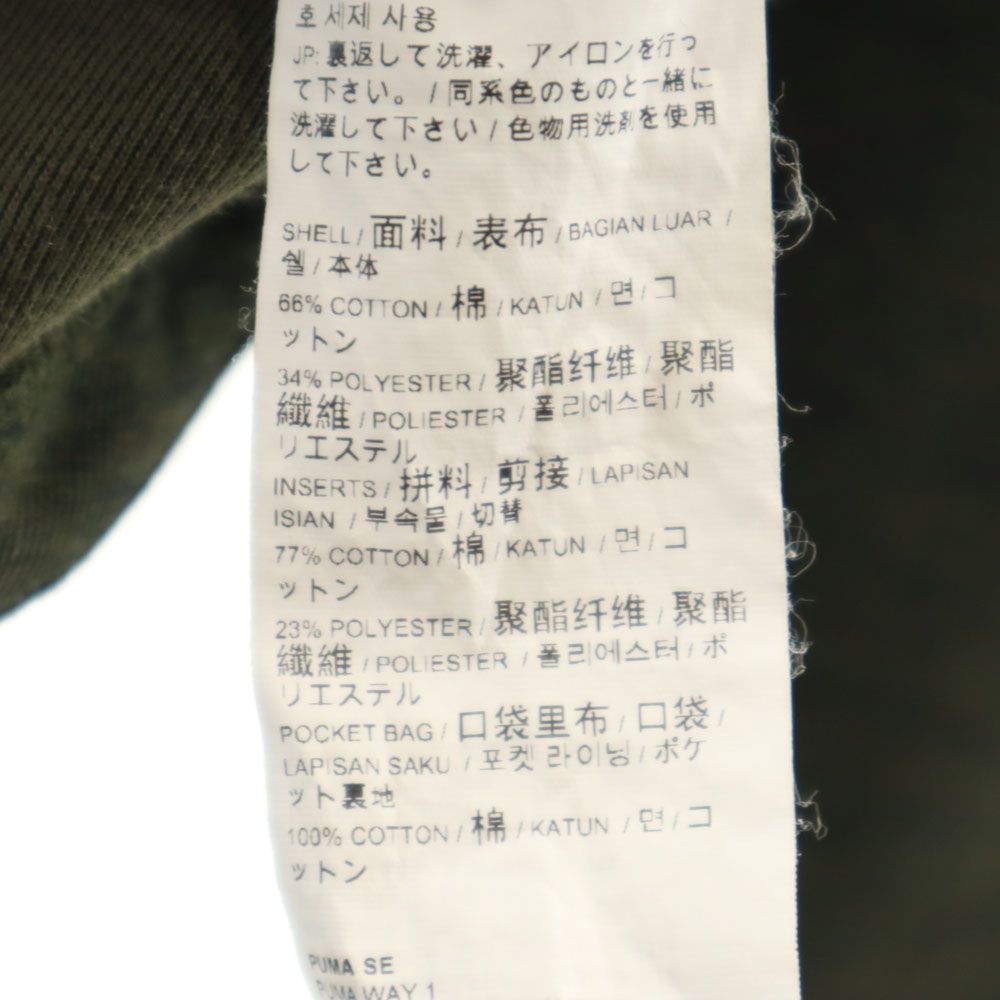 호 세제 사용
JP: 裏返して洗濯、アイロンを行っ
て下さい。 / 同系色のものと一緒に
洗濯して下さい / 色物用洗剤を使用
して下さい。
SHELL / 面料 / 表布 / BAGIAN LUAR /
쉘 / 本体
66% COTTON / 棉 / KATUN / 면 / コ
ットン
34% POLYESTER / 聚酯纤维 / 聚酯
纖維 / POLIESTER / 폴리에스터 / ポ
リエステル
INSERTS / 拼料 / 剪接 / LAPISAN
ISIAN / 부속물 / 切替
77% COTTON / 棉 / KATUN / 면 / コ
ットン
23% POLYESTER / 聚酯纤维 / 聚酯
纖維 / POLIESTER / 폴리에스터 / ポ
リエステル
POCKET BAG / 口袋里布 / 口袋 /
LAPISAN SAKU / 포켓 라이닝 / ポケ
ット裏地
100% COTTON / 棉 / KATUN / 면 / コ
ットン
PUMA SE
PUMA WAY 1